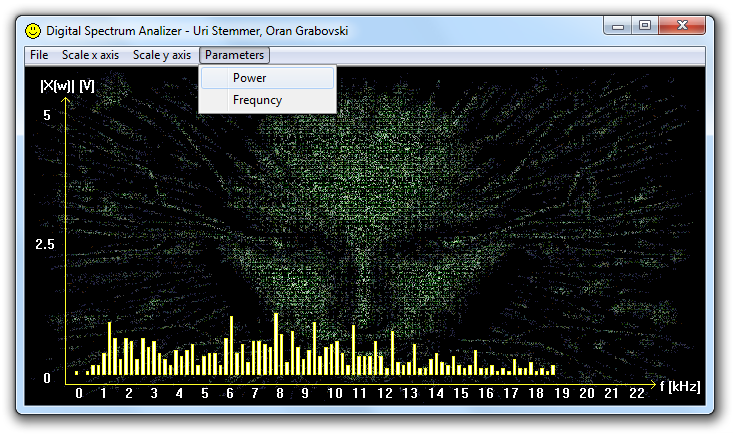 Digital Spectrum Analizer - Uri Stemmer, Oran Grabovski
File Scale x axis Scale y axis Parameters
Power
Frequncy
|X(w)| [V]
5
2.5
0
0 1 2 3 4 5 6 7 8 9 10 11 12 13 14 15 16 17 18 19 20 21 22 f [kHz]